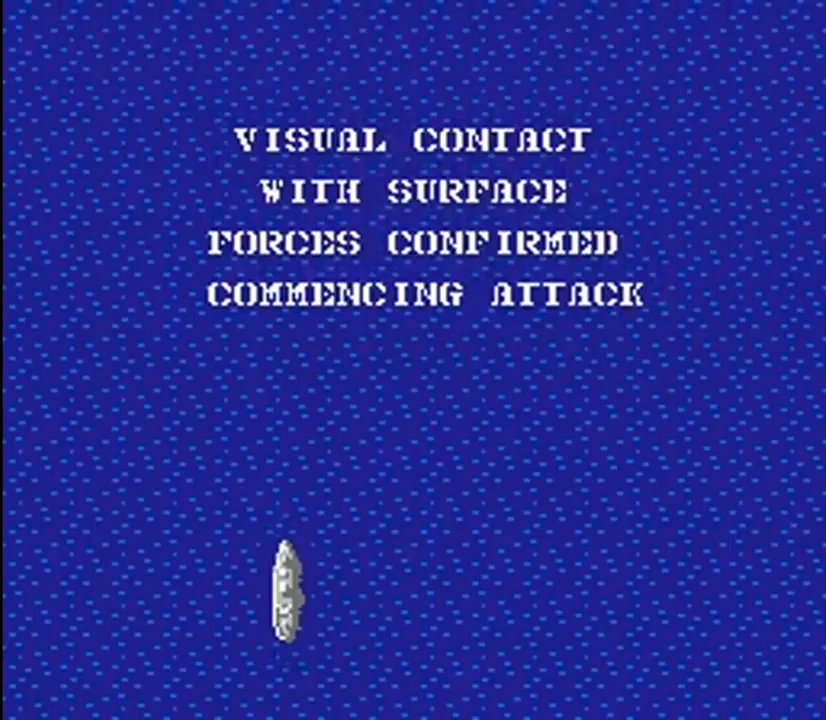 VISUAL CONTACT
WITH SURFACE
FORCES CONFIRMED
COMMENCING ATTACK